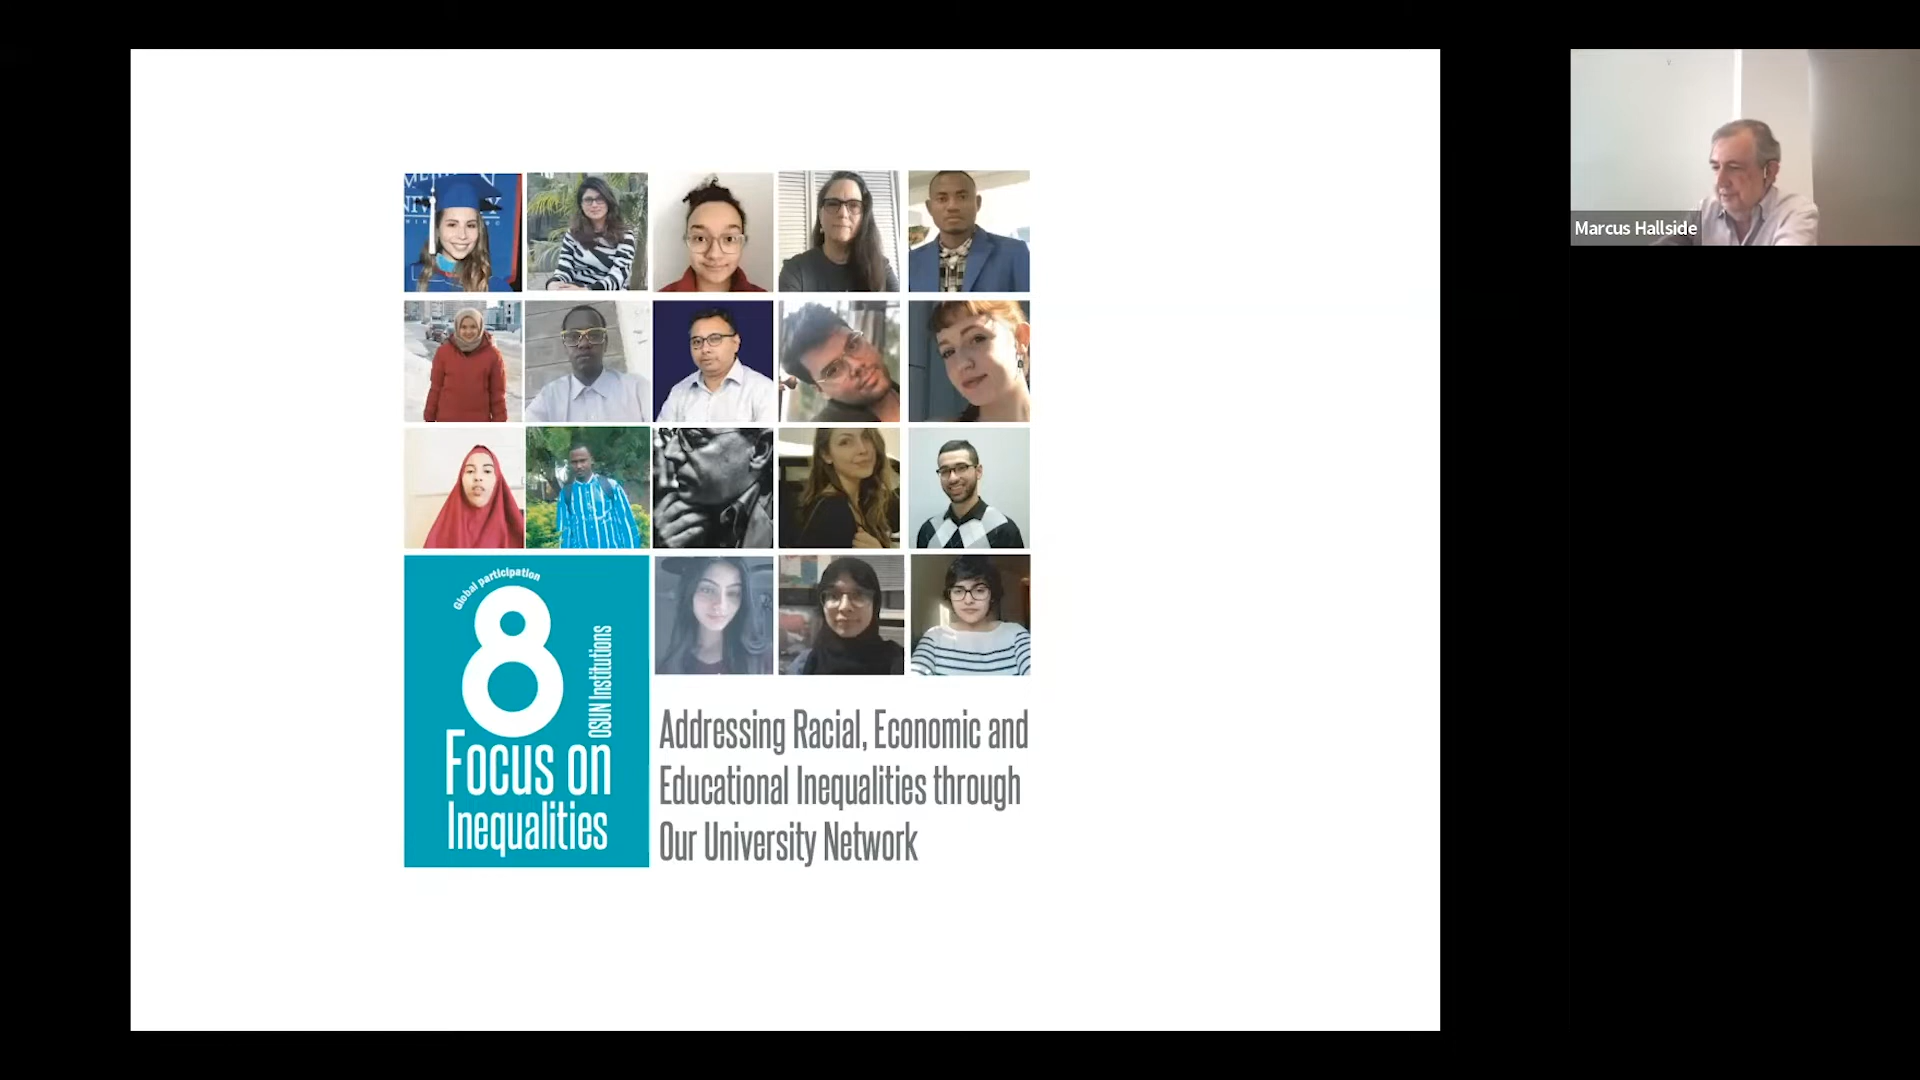 Marcus Hallside
Global participation
8
OSUN Institutions
Focus on
Inequalities
Addressing Racial, Economic and
Educational Inequalities through
Our University Network